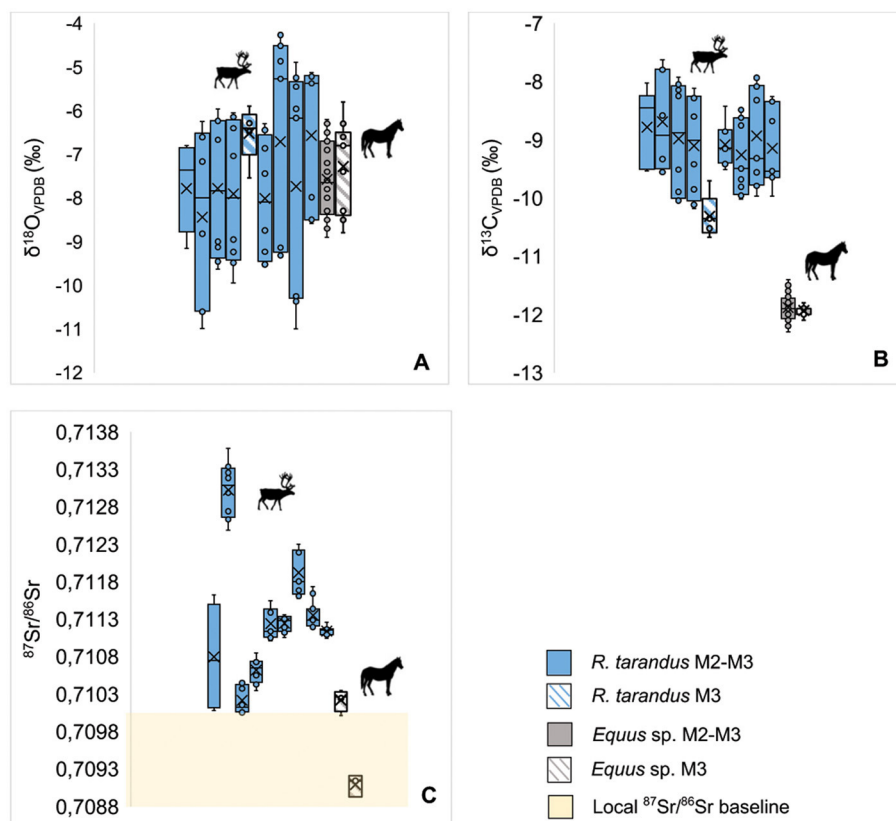 -4
-5
-6
-7
-8
-9
-10
-11
-12
δ18OVPDB (‰)
A
-7
-8
-9
-10
-11
-12
-13
δ13CVPDB (‰)
B
0,7138
0,7133
0,7128
0,7123
0,7118
0,7113
0,7108
0,7103
0,7098
0,7093
0,7088
87Sr/86Sr
C
R. tarandus M2-M3
R. tarandus M3
Equus sp. M2-M3
Equus sp. M3
Local 87Sr/86Sr baseline